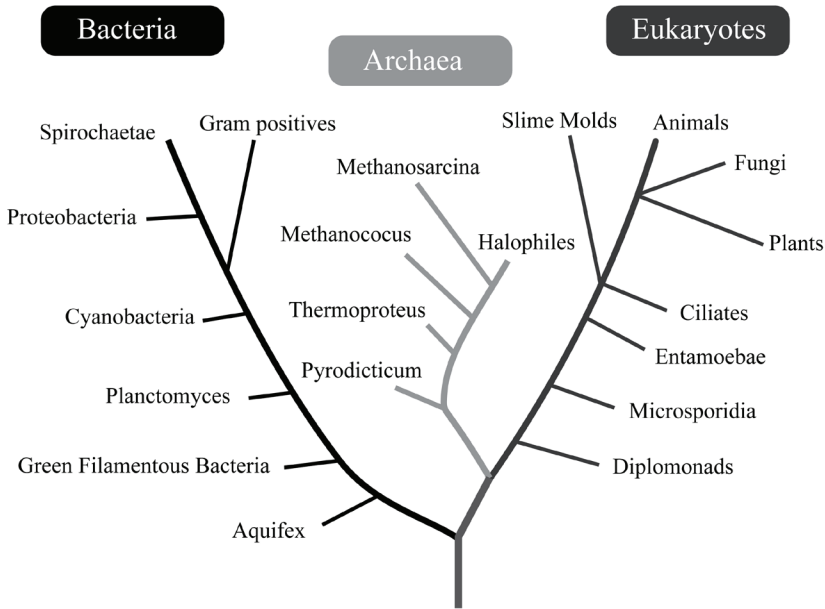 Bacteria
Archaea
Eukaryotes
Spirochaetae
Gram positives
Proteobacteria
Cyanobacteria
Planctomyces
Green Filamentous Bacteria
Aquifex
Methanosarcina
Methanococus
Halophiles
Thermoproteus
Pyrodicticum
Slime Molds
Animals
Fungi
Plants
Ciliates
Entamoebae
Microsporidia
Diplomonads